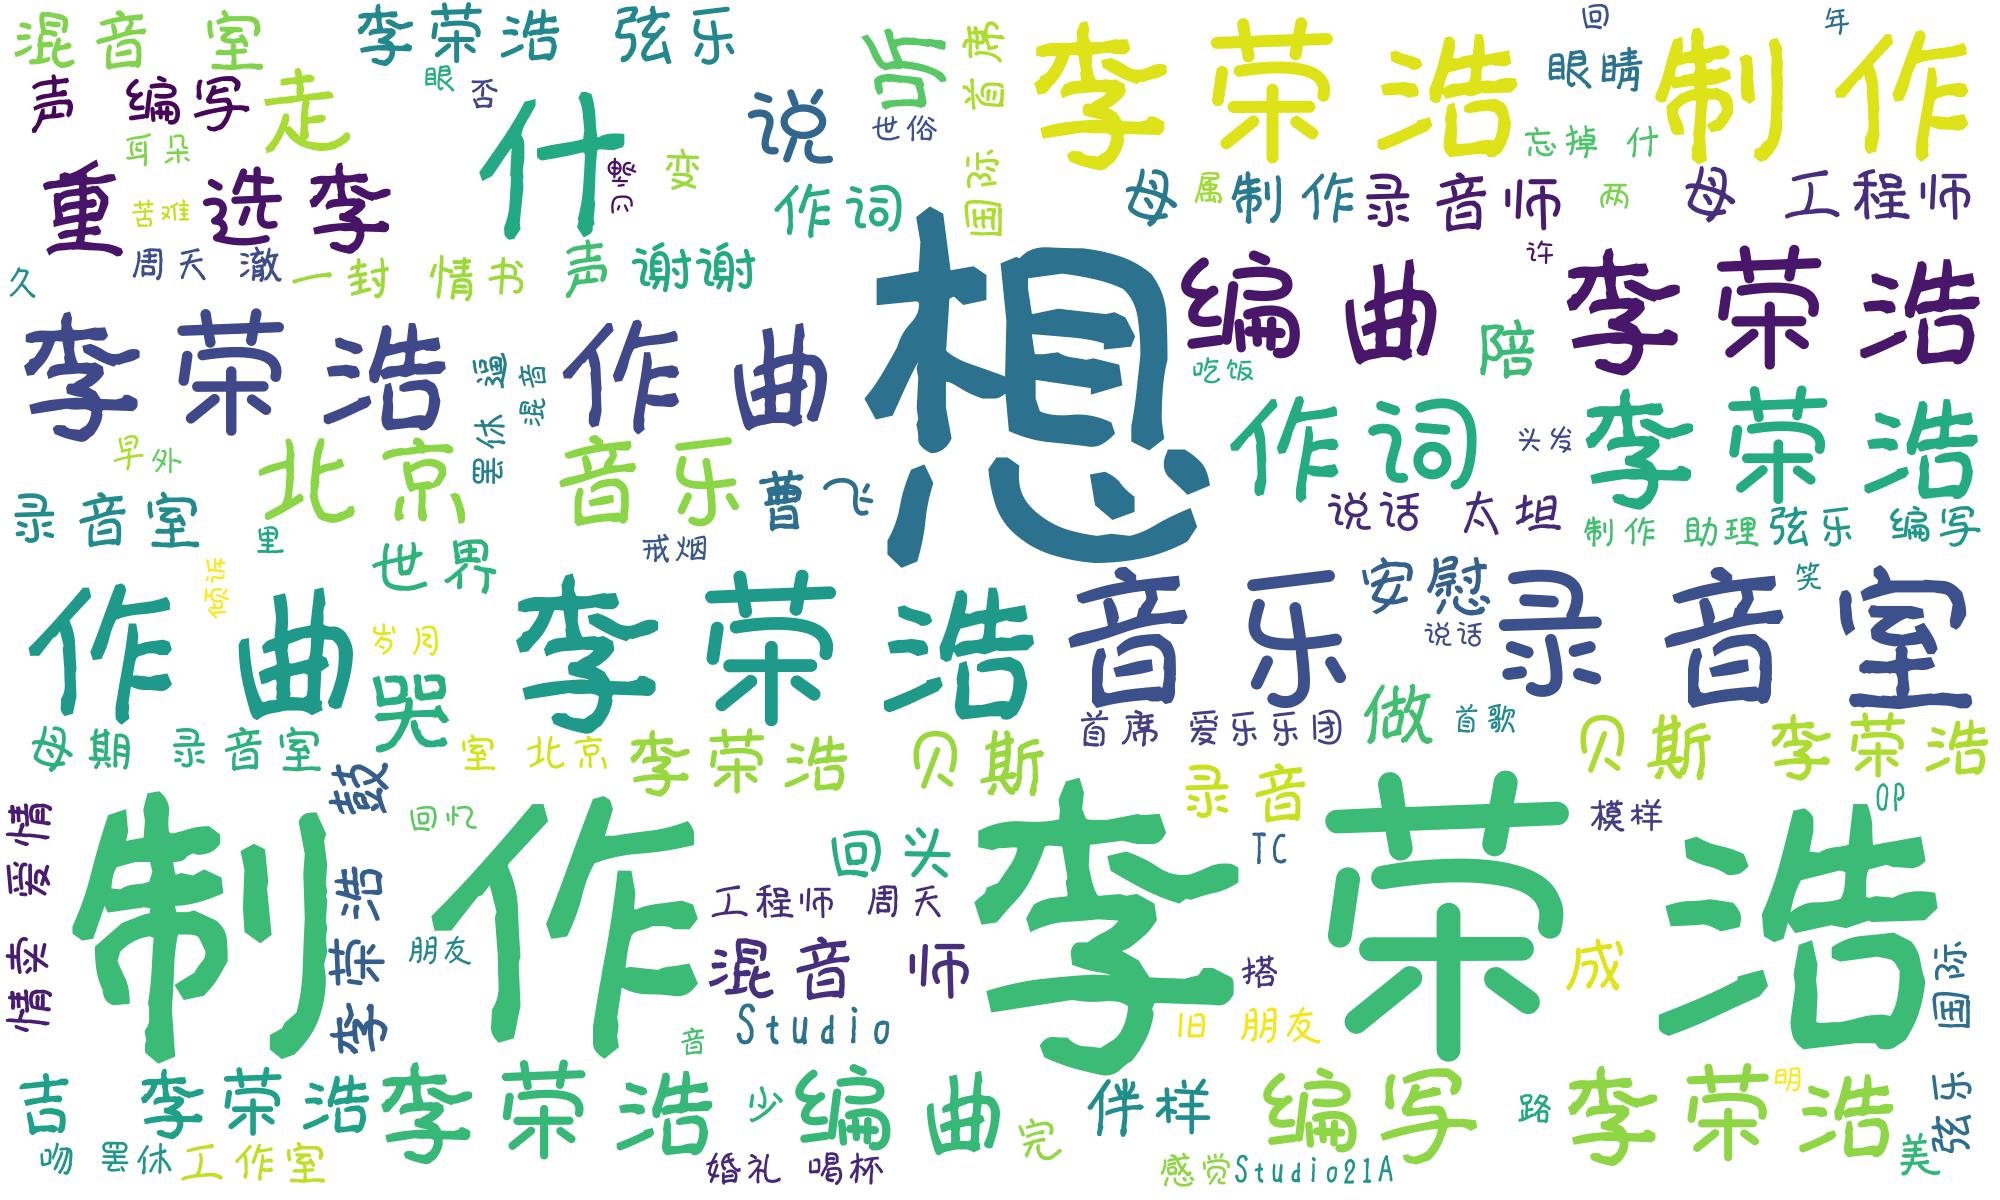 混音 室
李荣浩 弦乐
听
首席
李荣浩 制作
回
年
眼睛
声 编写
走
眼
否
什
说
世俗
忘掉 什
耳朵
习惯
变
国际
重 选 李
苦难
作词
母
属
制作
录音师
两
母 工程师
周天 澈
一封 情书
声
谢谢
想
编曲 李荣浩
许
久
李荣浩 作曲
罢休 逼
混音
吃饭
陪
早 外
北京 音乐
作词 李荣浩
头发
录音室
里
曹飞
说话 太 坦
制作 助理
弦乐 编写
世界
戒烟
倾诉
作曲 李荣浩
音乐 录音室
安慰
说话
笑
岁月
哭
母期 录音室
室 北京
李荣浩 贝斯
首席 爱乐乐团
做
首歌
贝斯 李荣浩
情卖 爱情
制作 李荣浩
李荣浩 鼓
回忆
回头
录音
TC
模样
OP
工程师 周天
朋友
混音 师
搭
成
国际
音
Studio
旧 朋友
吉 李荣浩
李荣浩 编曲
少
完
伴样
编写 李荣浩
路
明
弦乐
美
吻 罢休
工作室
婚礼 喝杯
感觉
Studio21A